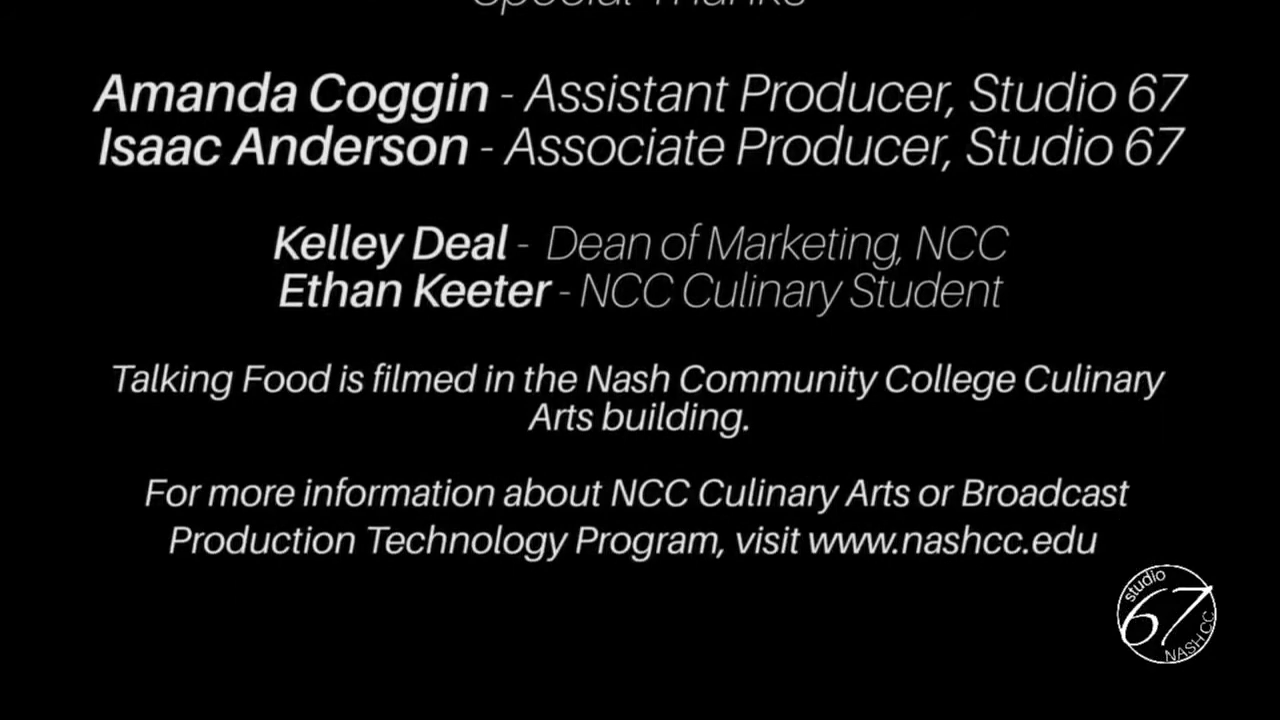 Special Thanks
Amanda Coggin - Assistant Producer, Studio 67
Isaac Anderson - Associate Producer, Studio 67
Kelley Deal - Dean of Marketing, NCC
Ethan Keeter - NCC Culinary Student
Talking Food is filmed in the Nash Community College Culinary
Arts building.
For more information about NCC Culinary Arts or Broadcast
Production Technology Program, visit www.nashcc.edu
studio
67
NASH CC